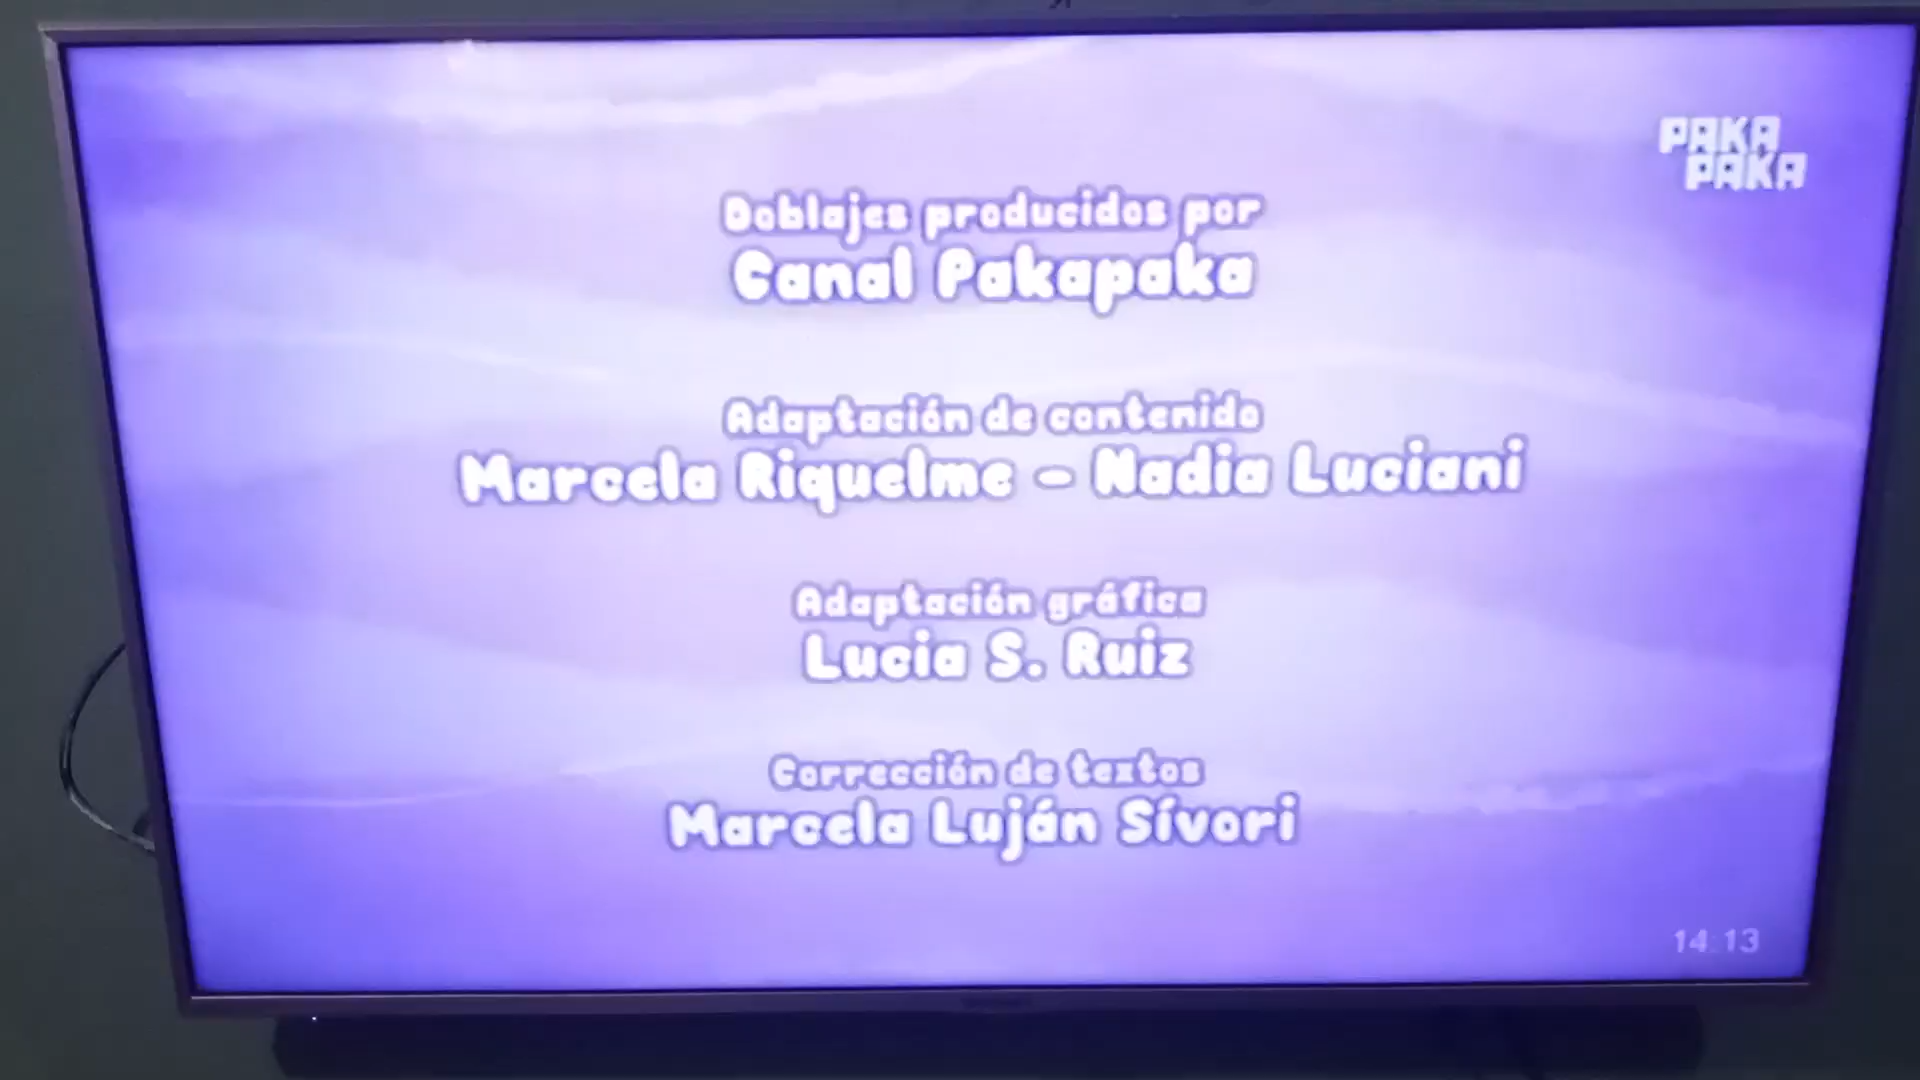 PAKA
PAKA
Doblajes producidos por
Canal Pakapaka
Adaptación de contenido
Marcela Riquelme - Nadia Luciani
Adaptación gráfica
Lucia S. Ruiz
Corrección de textos
Marcela Luján Sívori
14:13